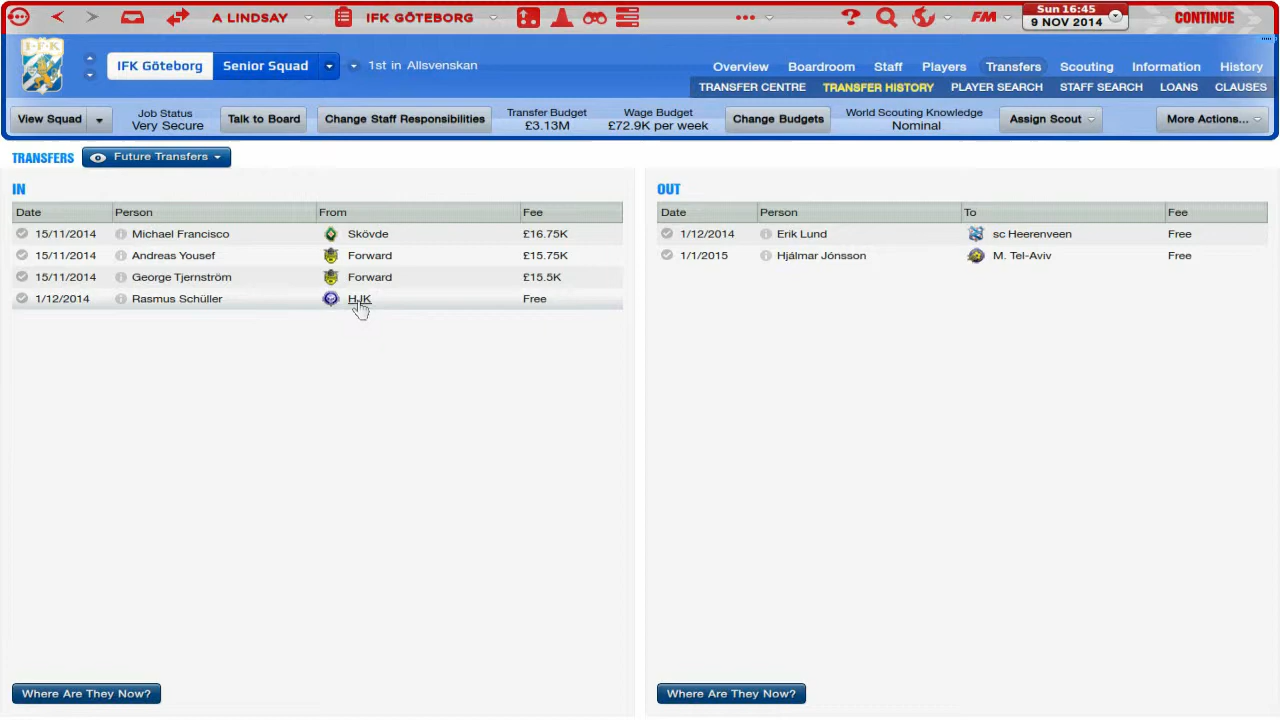 A LINDSAY IFK GÖTEBORG FM Sun 16:45 CONTINUE
9 NOV 2014
I·F·K
IFK Göteborg Senior Squad 1st in Allsvenskan Overview Boardroom Staff Players Transfers Scouting Information History
TRANSFER CENTRE TRANSFER HISTORY PLAYER SEARCH STAFF SEARCH LOANS CLAUSES
View Squad Job Status Talk to Board Change Staff Responsibilities Transfer Budget Wage Budget Change Budgets World Scouting Knowledge Assign Scout More Actions...
Very Secure £3.13M £72.9K per week Nominal
TRANSFERS Future Transfers
IN
Date Person From Fee
15/11/2014 Michael Francisco Skövde £16.75K
15/11/2014 Andreas Yousef Forward £15.75K
15/11/2014 George Tjernström Forward £15.5K
1/12/2014 Rasmus Schüller HJK Free
Where Are They Now?
OUT
Date Person To Fee
1/12/2014 Erik Lund sc Heerenveen Free
1/1/2015 Hjálmar Jónsson M. Tel-Aviv Free
Where Are They Now?